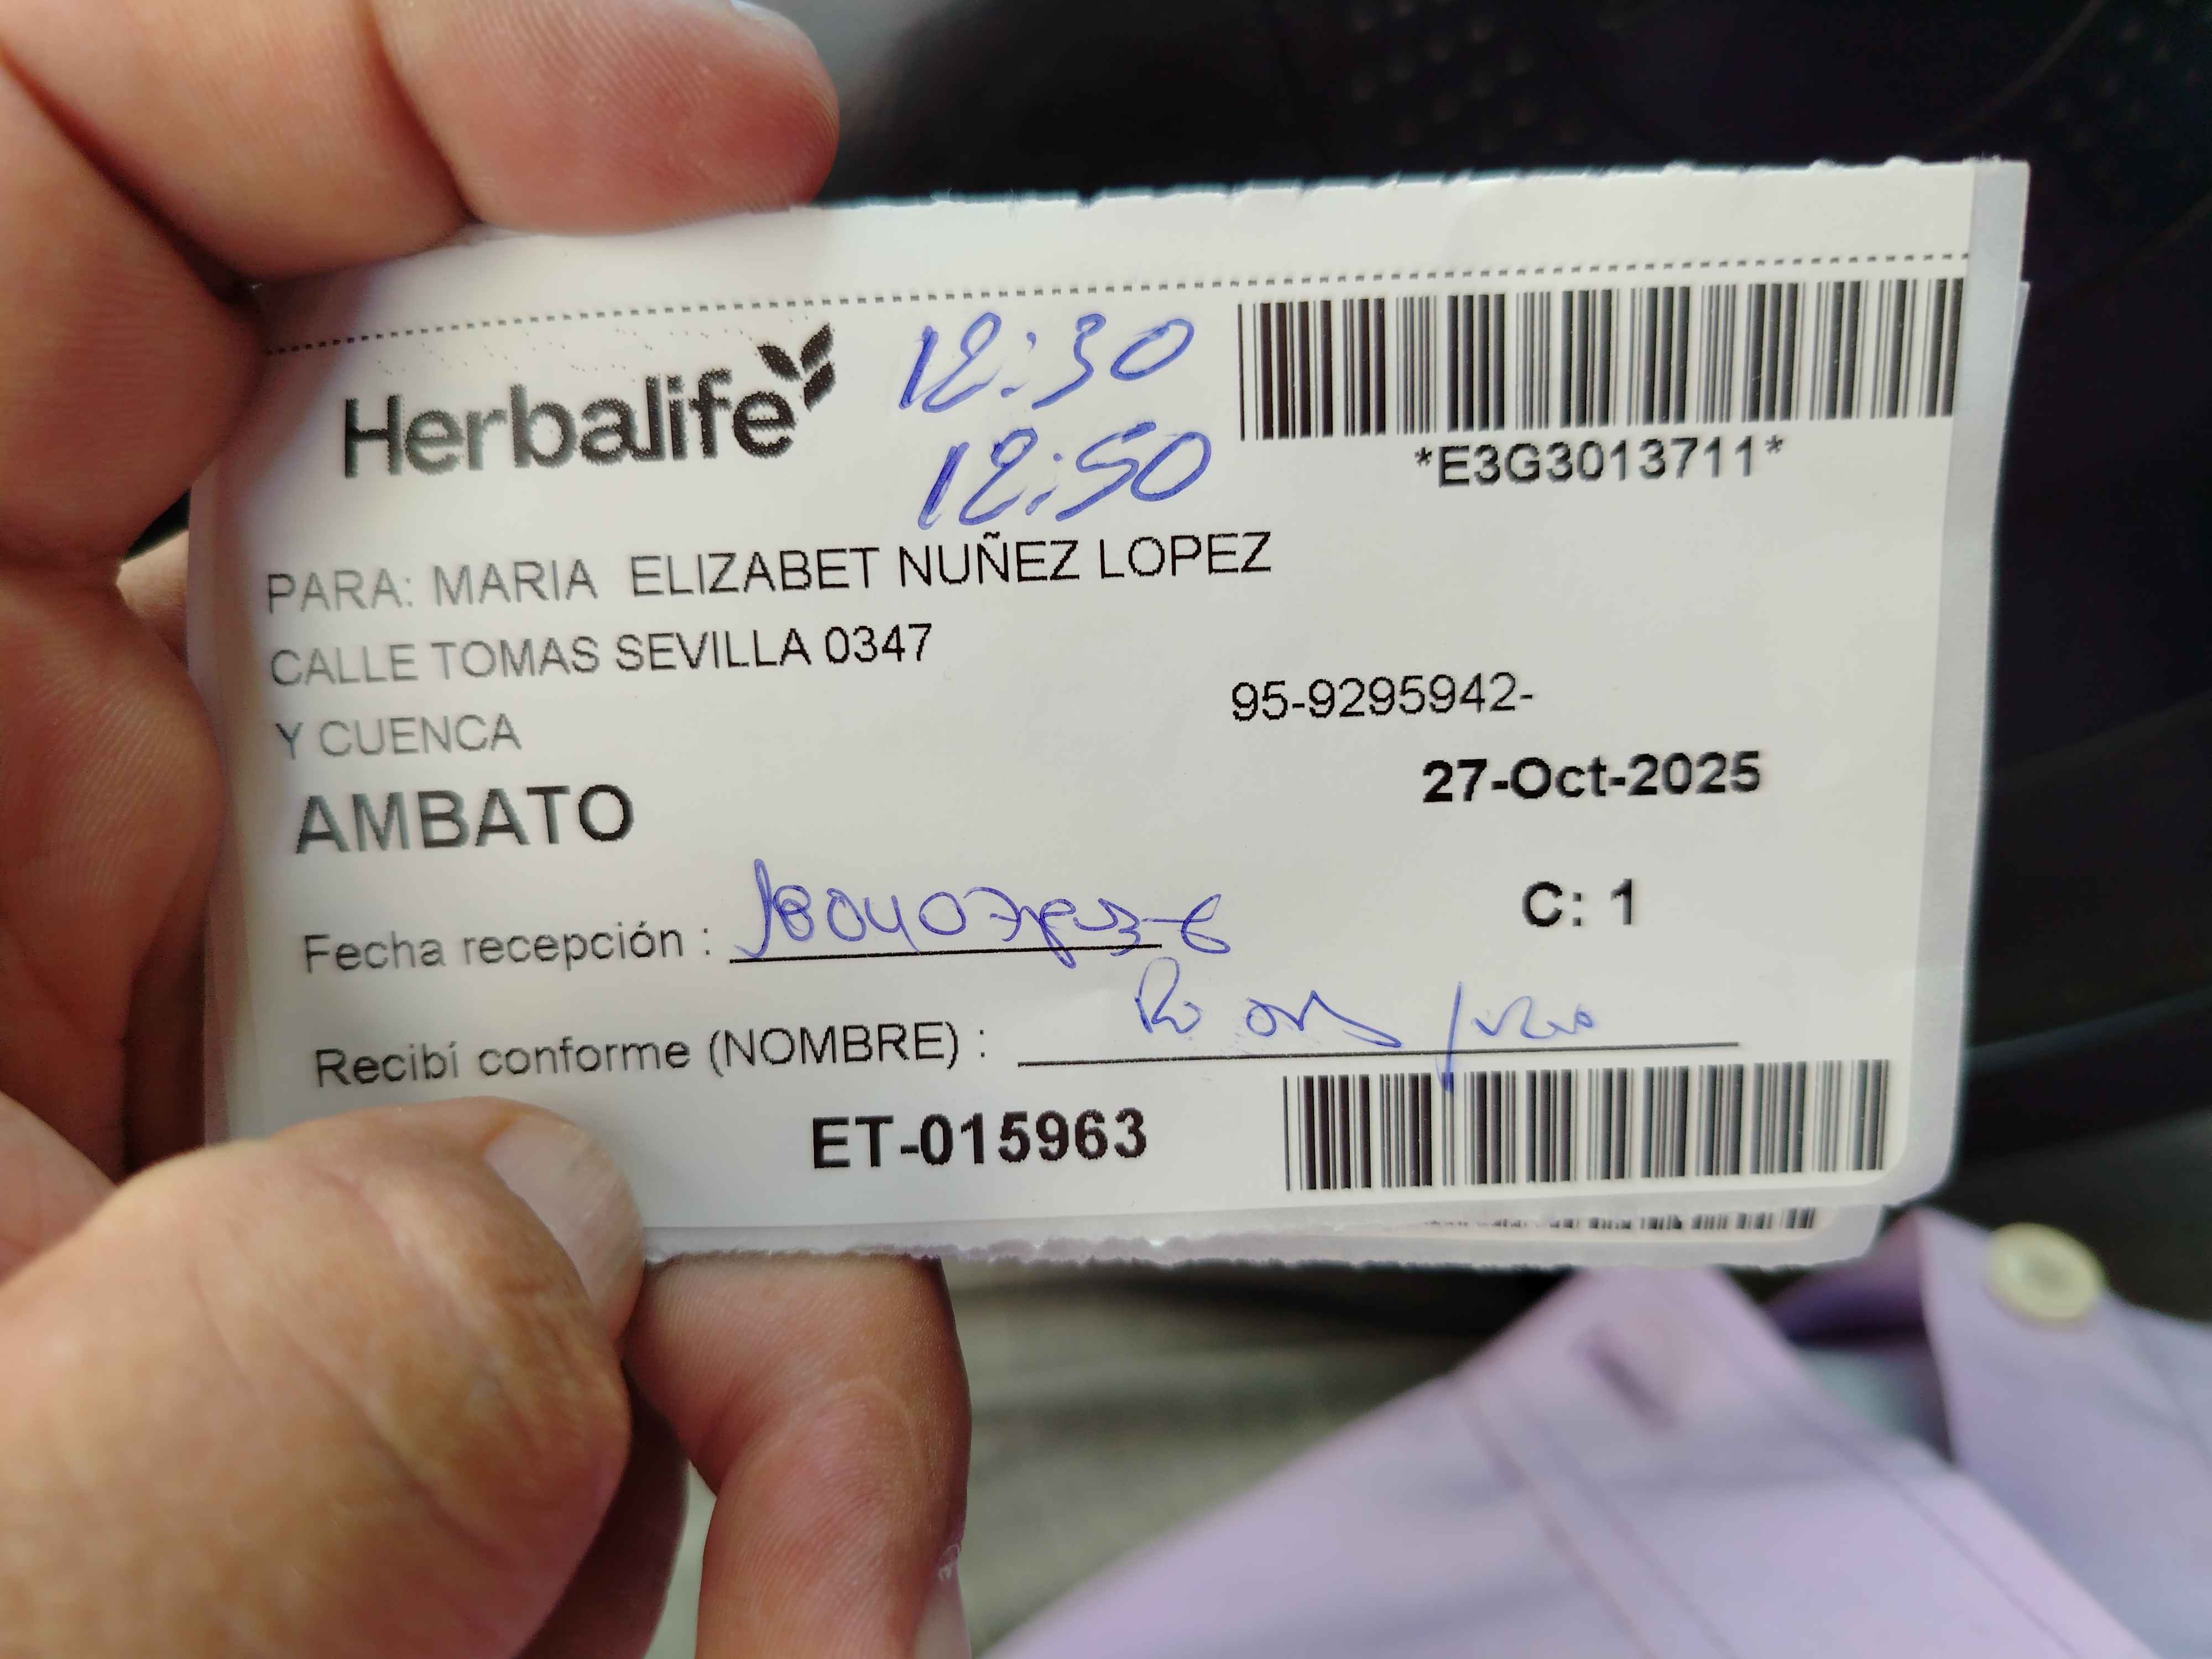 Herbalife
12:30
12:50
*E3G3013711*
PARA: MARIA ELIZABET NUÑEZ LOPEZ
CALLE TOMAS SEVILLA 0347
95-9295942-
Y CUENCA
27-Oct-2025
AMBATO
C: 1
Fecha recepción :
Recibí conforme (NOMBRE) :
ET-015963